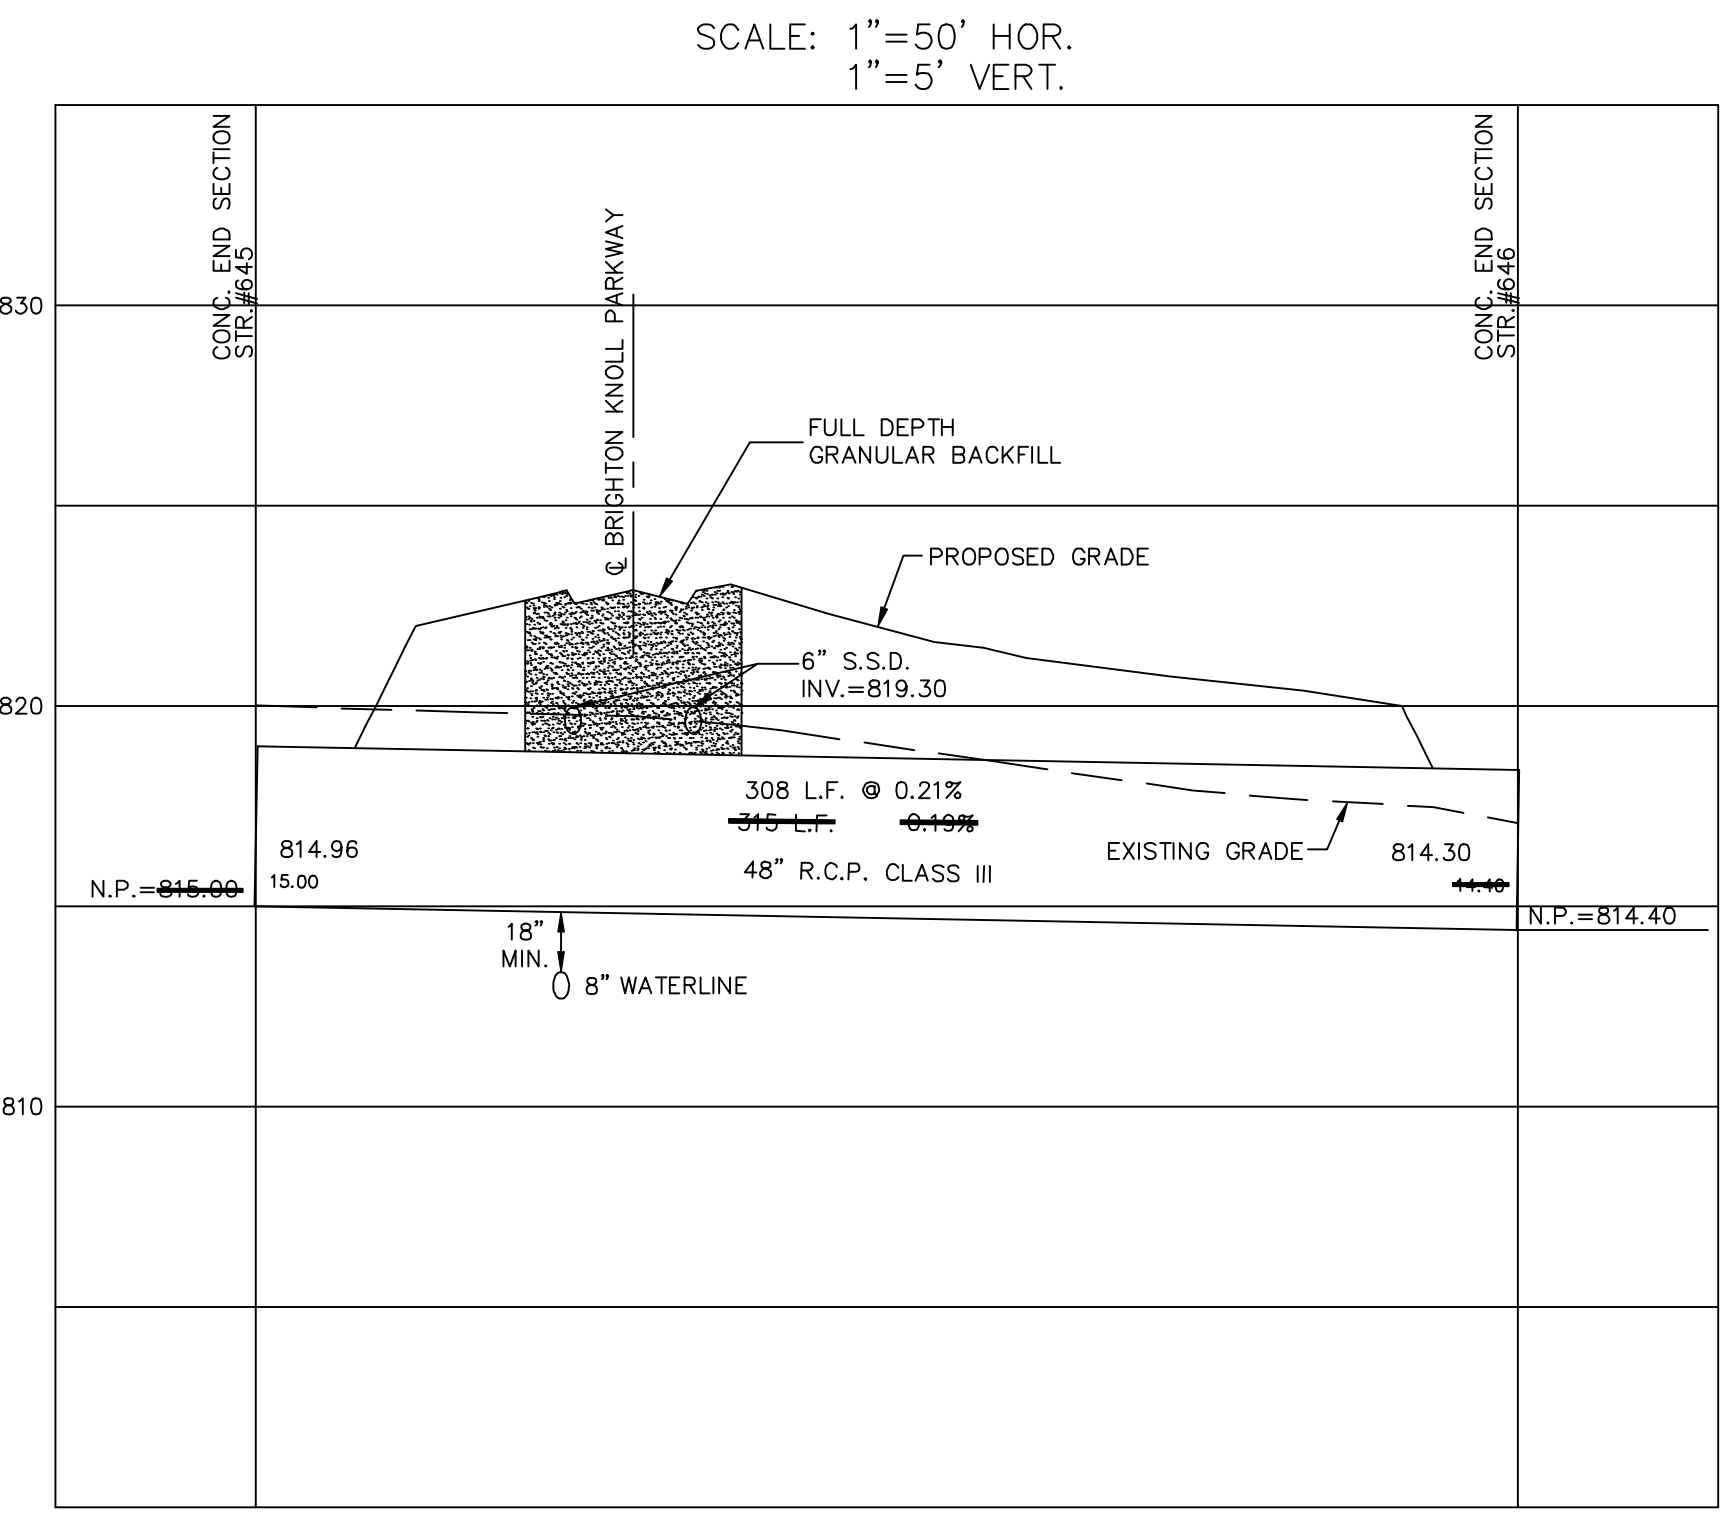 SCALE: 1"=50' HOR.
1"=5' VERT.
CONC. END SECTION
STR.#645
CONC. END SECTION
STR.#646
℄ BRIGHTON KNOLL PARKWAY
830
FULL DEPTH
GRANULAR BACKFILL
PROPOSED GRADE
6" S.S.D.
INV.=819.30
820
308 L.F. @ 0.21%
315 L.F. 0.19%
814.96
EXISTING GRADE
814.30
48" R.C.P. CLASS III
15.00
14.40
N.P.=815.00
N.P.=814.40
18"
MIN.
8" WATERLINE
810